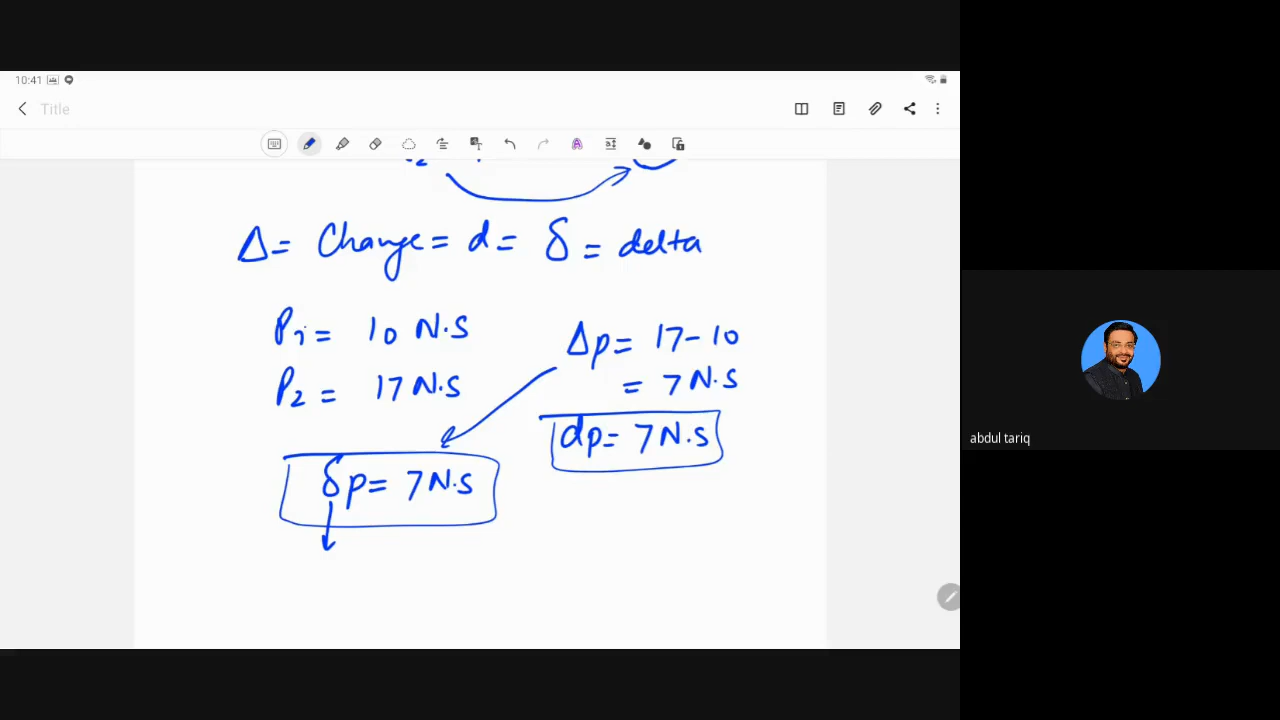 10:41
Title
Δ = Change = d = δ = delta
P₁ = 10 N.S
P₂ = 17 N.S
Δp = 17 - 10
= 7 N.S
dp = 7 N.S
δp = 7 N.S
abdul tariq